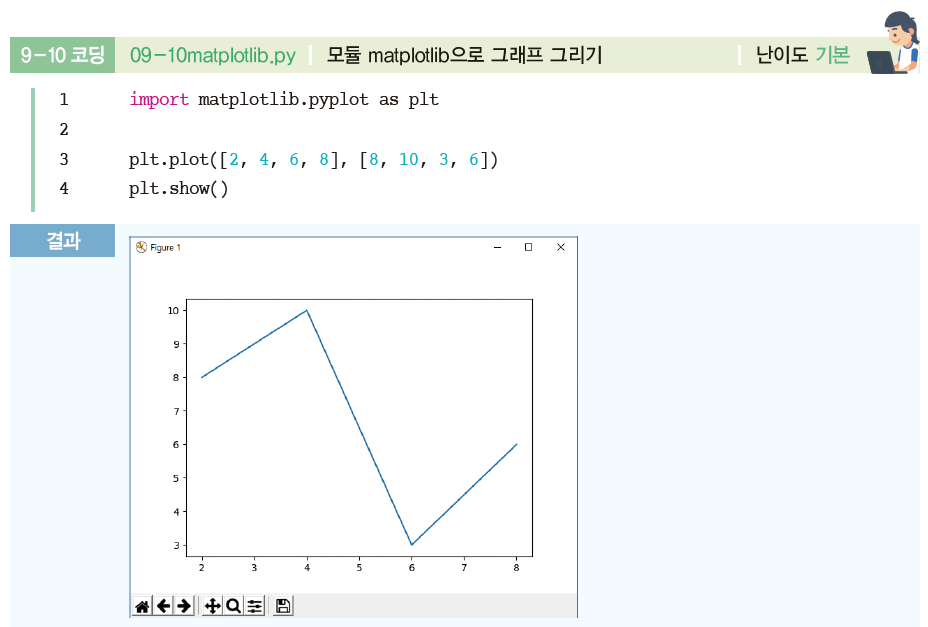 9-10 코딩 09-10matplotlib.py 모듈 matplotlib으로 그래프 그리기 난이도 기본
1 import matplotlib.pyplot as plt
2
3 plt.plot([2, 4, 6, 8], [8, 10, 3, 6])
4 plt.show()
결과
Figure 1
10
9
8
7
6
5
4
3
2 3 4 5 6 7 8